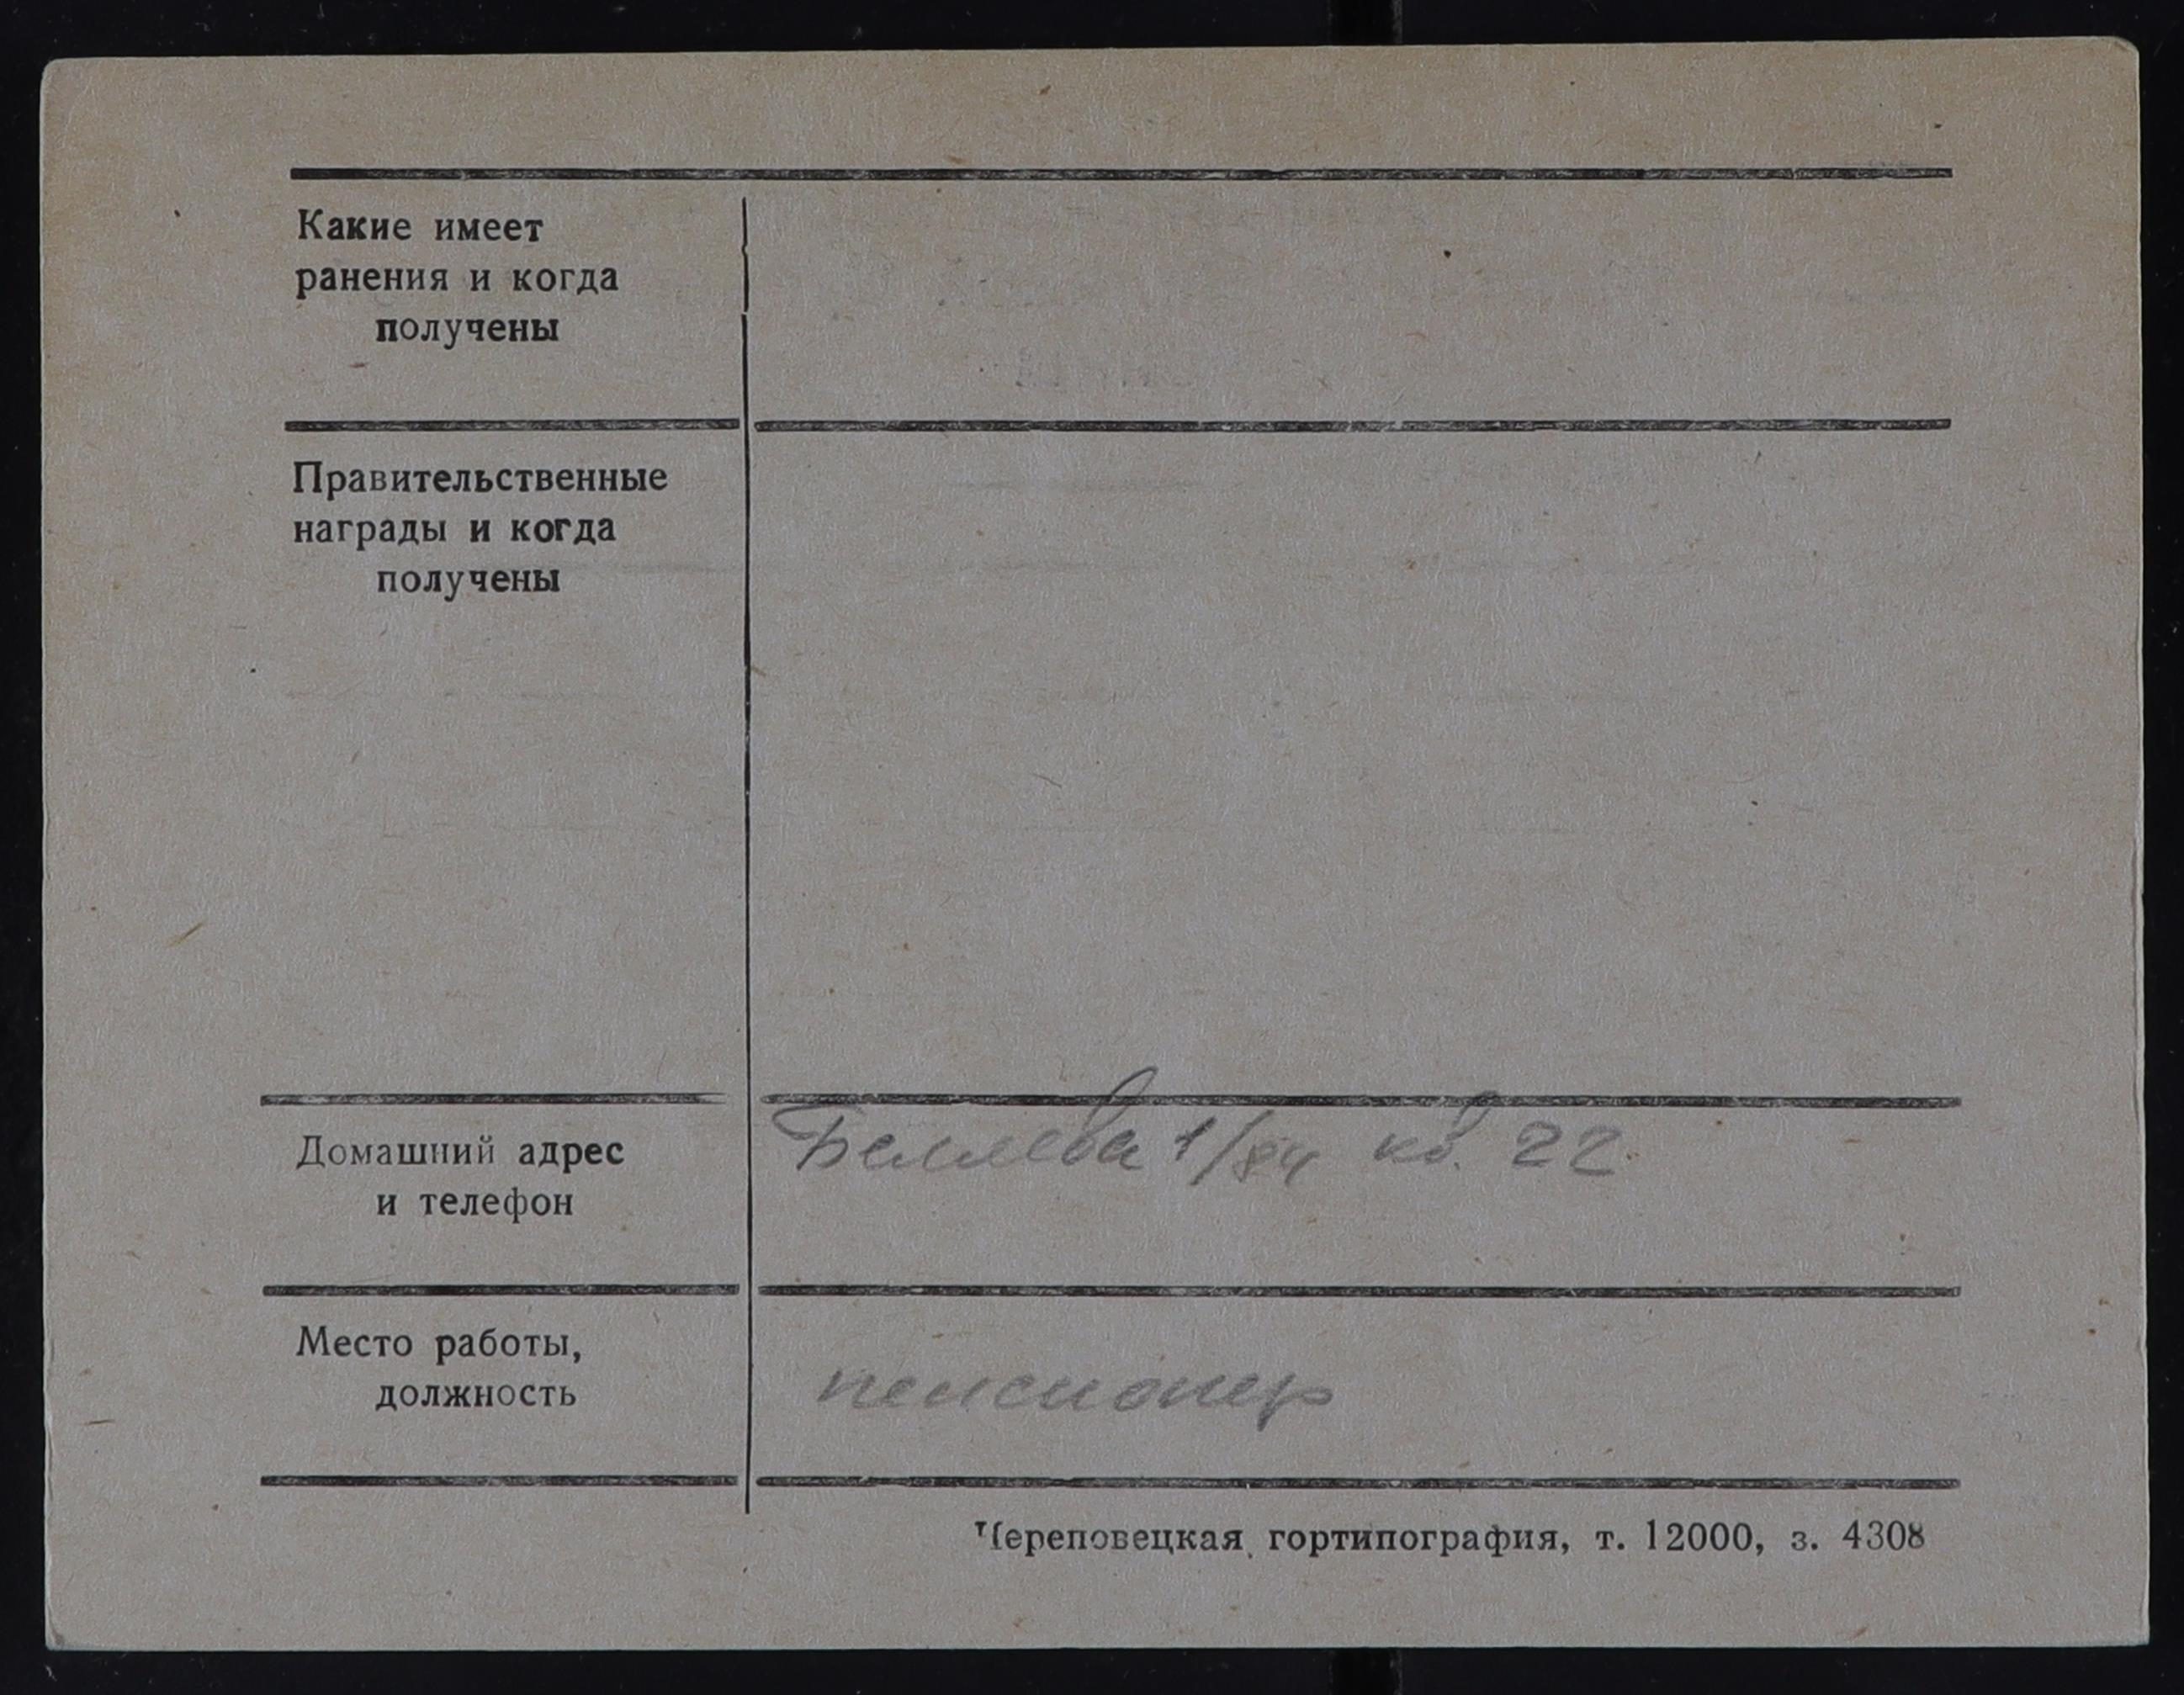 Какие имеет
ранения и когда
получены
Правительственные
награды и когда
получены
Домашний адрес
и телефон
Беляева 1/84 кв. 22
Место работы,
должность
пенсионер
Череповецкая гортипография, т. 12000, з. 4308